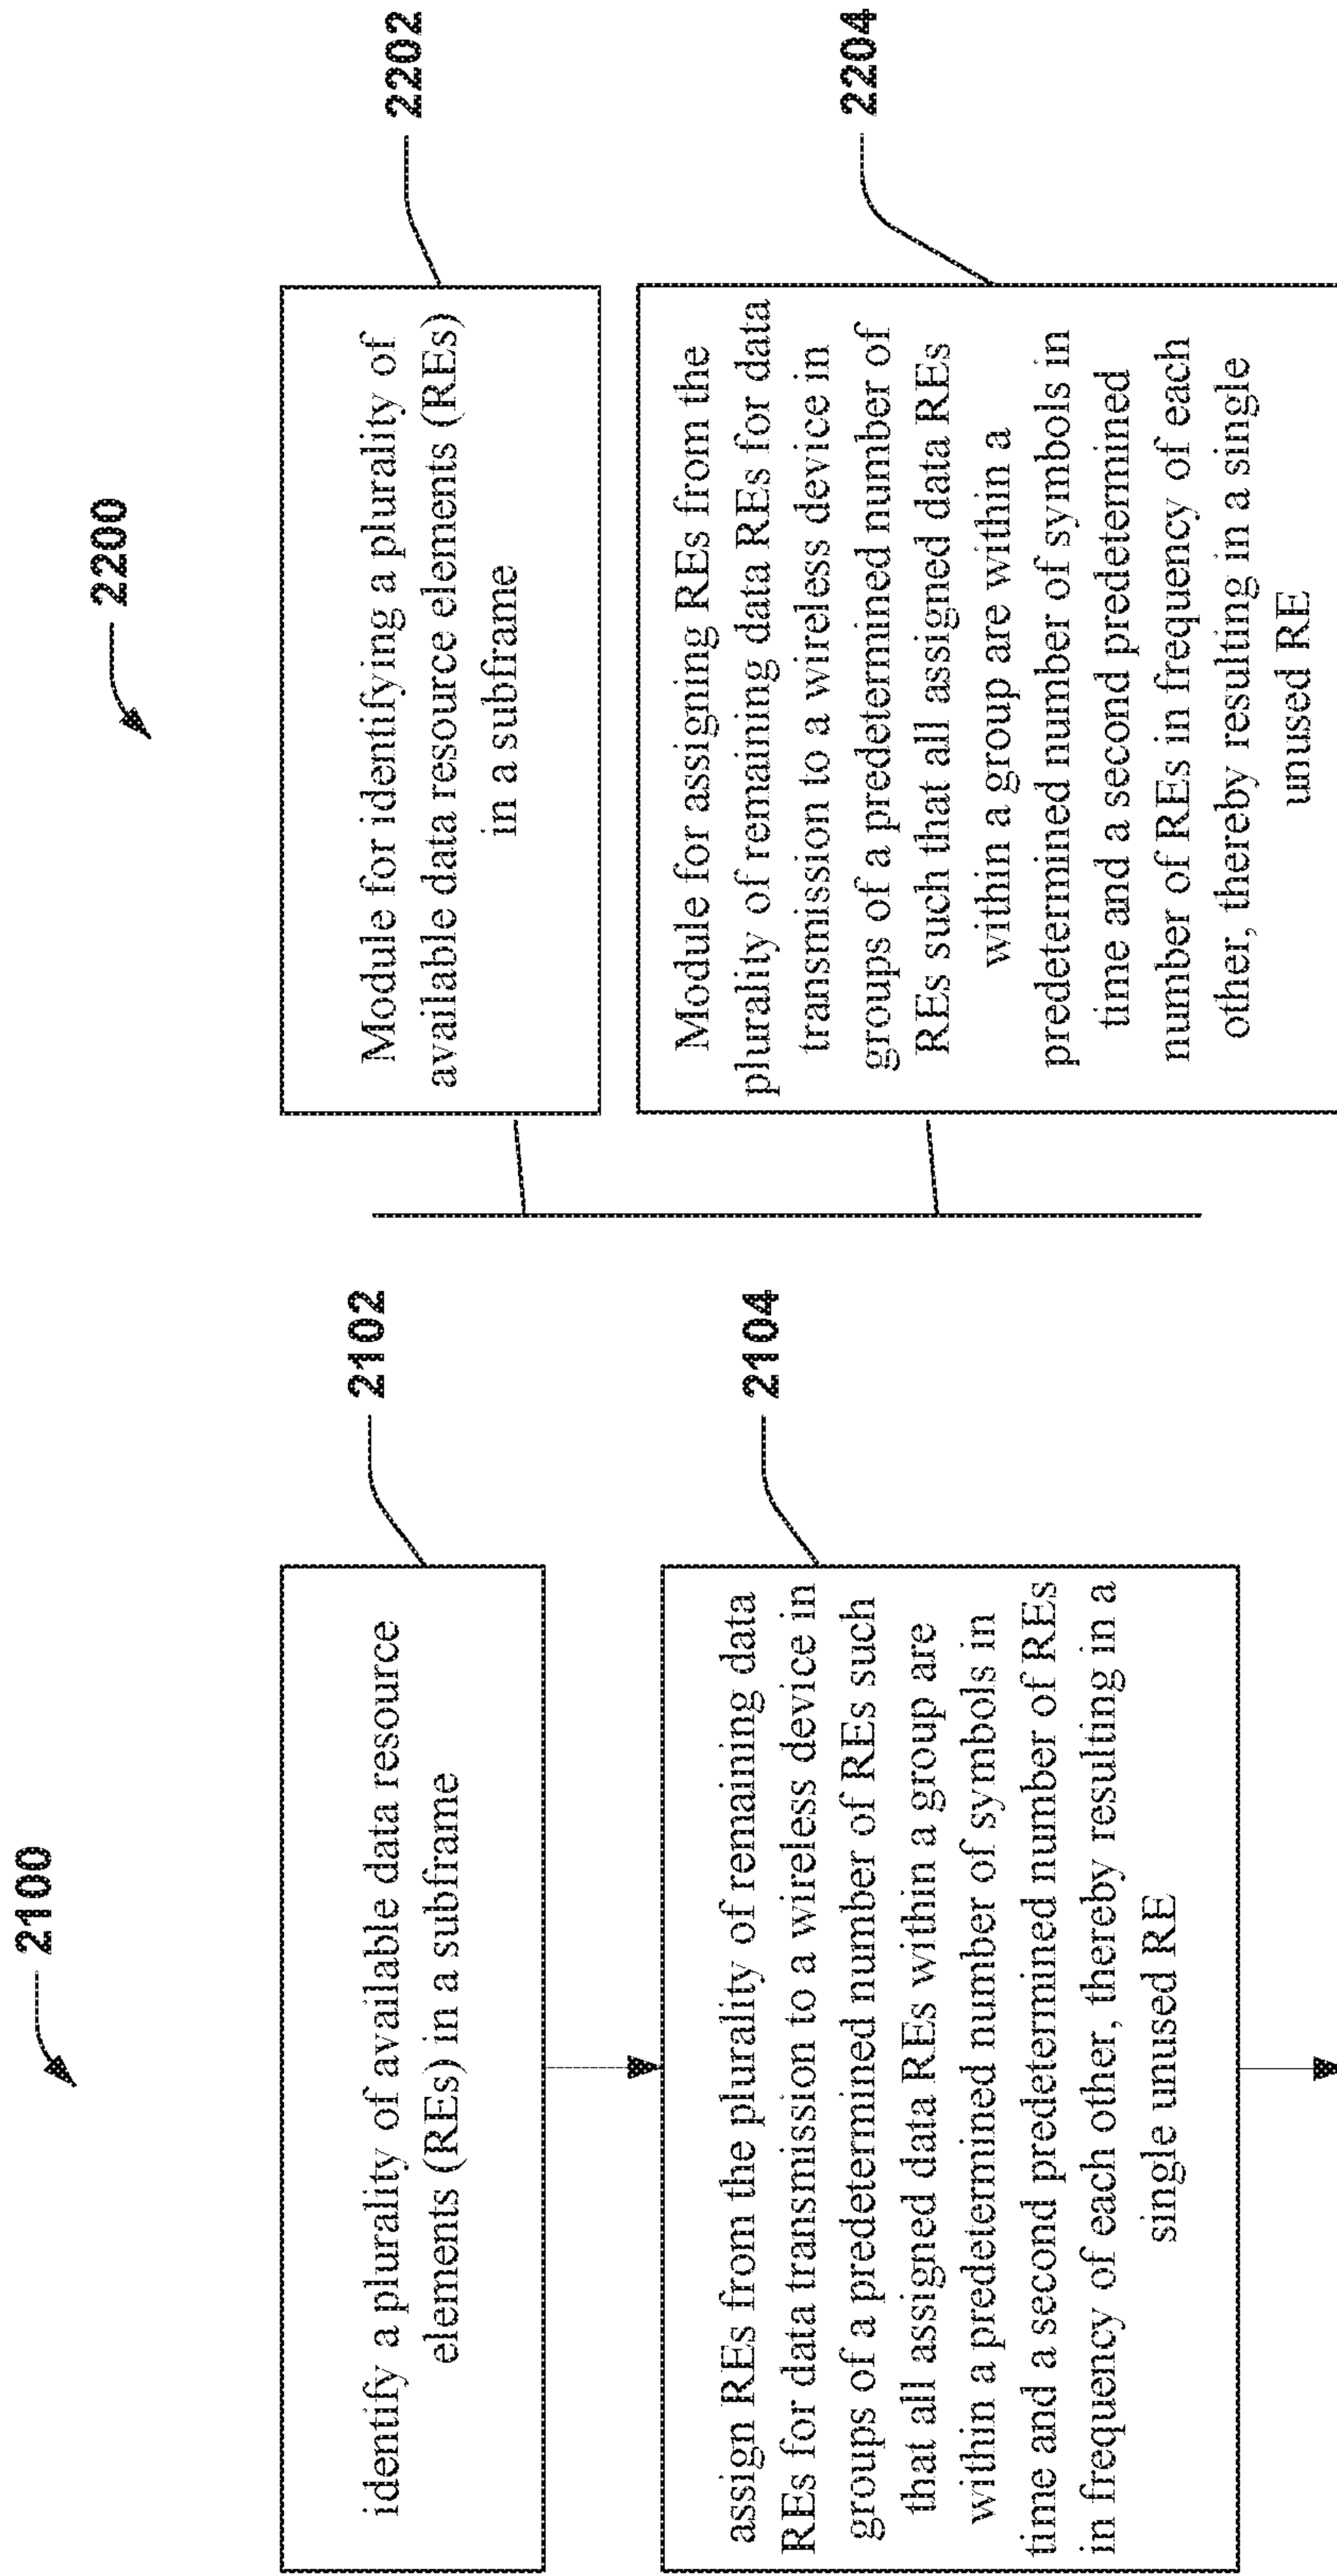 2100
identify a plurality of available data resource
elements (REs) in a subframe
2102
assign REs from the plurality of remaining data
REs for data transmission to a wireless device in
groups of a predetermined number of REs such
that all assigned data REs within a group are
within a predetermined number of symbols in
time and a second predetermined number of REs
in frequency of each other, thereby resulting in a
single unused RE
2104
2200
Module for identifying a plurality of
available data resource elements (REs)
in a subframe
2202
Module for assigning REs from the
plurality of remaining data REs for data
transmission to a wireless device in
groups of a predetermined number of
REs such that all assigned data REs
within a group are within a
predetermined number of symbols in
time and a second predetermined
number of REs in frequency of each
other, thereby resulting in a single
unused RE
2204